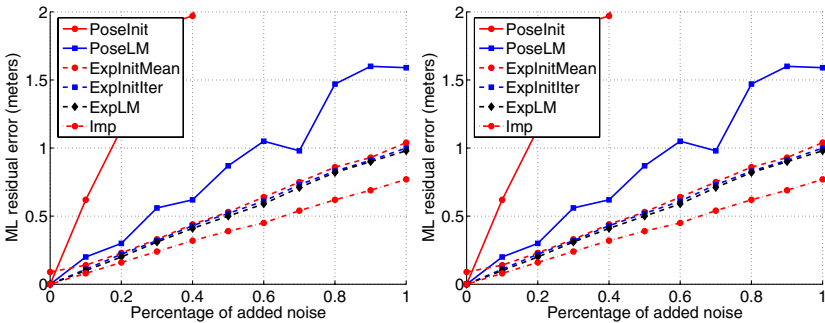 2
1.5
1
0.5
0
ML residual error (meters)
PoseInit
PoseLM
ExpInitMean
ExpInitIter
ExpLM
Imp
0 0.2 0.4 0.6 0.8 1
Percentage of added noise
2
1.5
1
0.5
0
ML residual error (meters)
PoseInit
PoseLM
ExpInitMean
ExpInitIter
ExpLM
Imp
0 0.2 0.4 0.6 0.8 1
Percentage of added noise